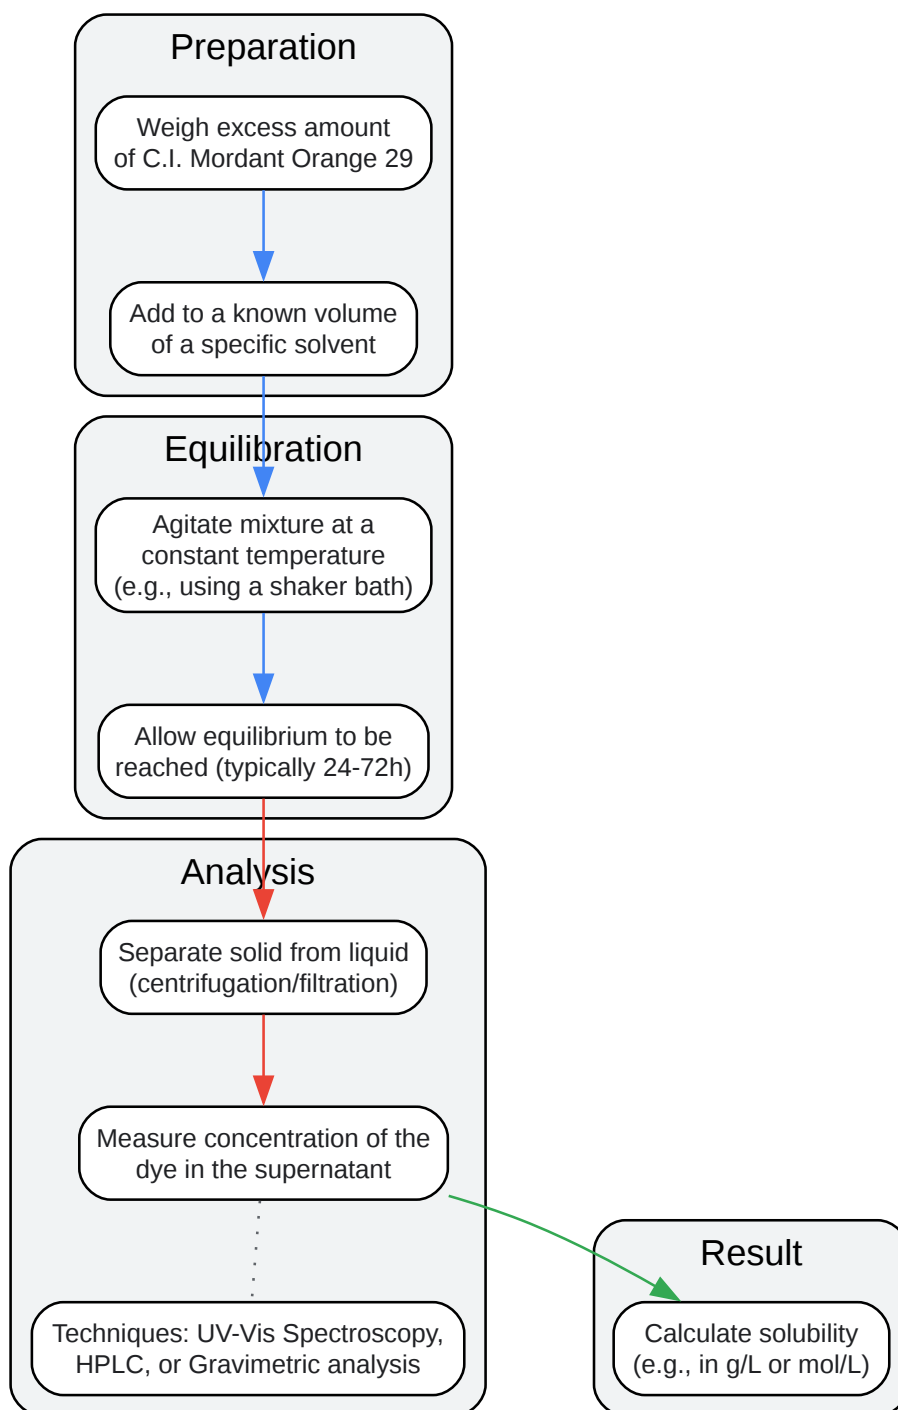 Preparation
Weigh excess amount
of C.I. Mordant Orange 29
Add to a known volume
of a specific solvent
Equilibration
Agitate mixture at a
constant temperature
(e.g., using a shaker bath)
Allow equilibrium to be
reached (typically 24-72h)
Analysis
Separate solid from liquid
(centrifugation/filtration)
Measure concentration of the
dye in the supernatant
Techniques: UV-Vis Spectroscopy,
HPLC, or Gravimetric analysis
Result
Calculate solubility
(e.g., in g/L or mol/L)